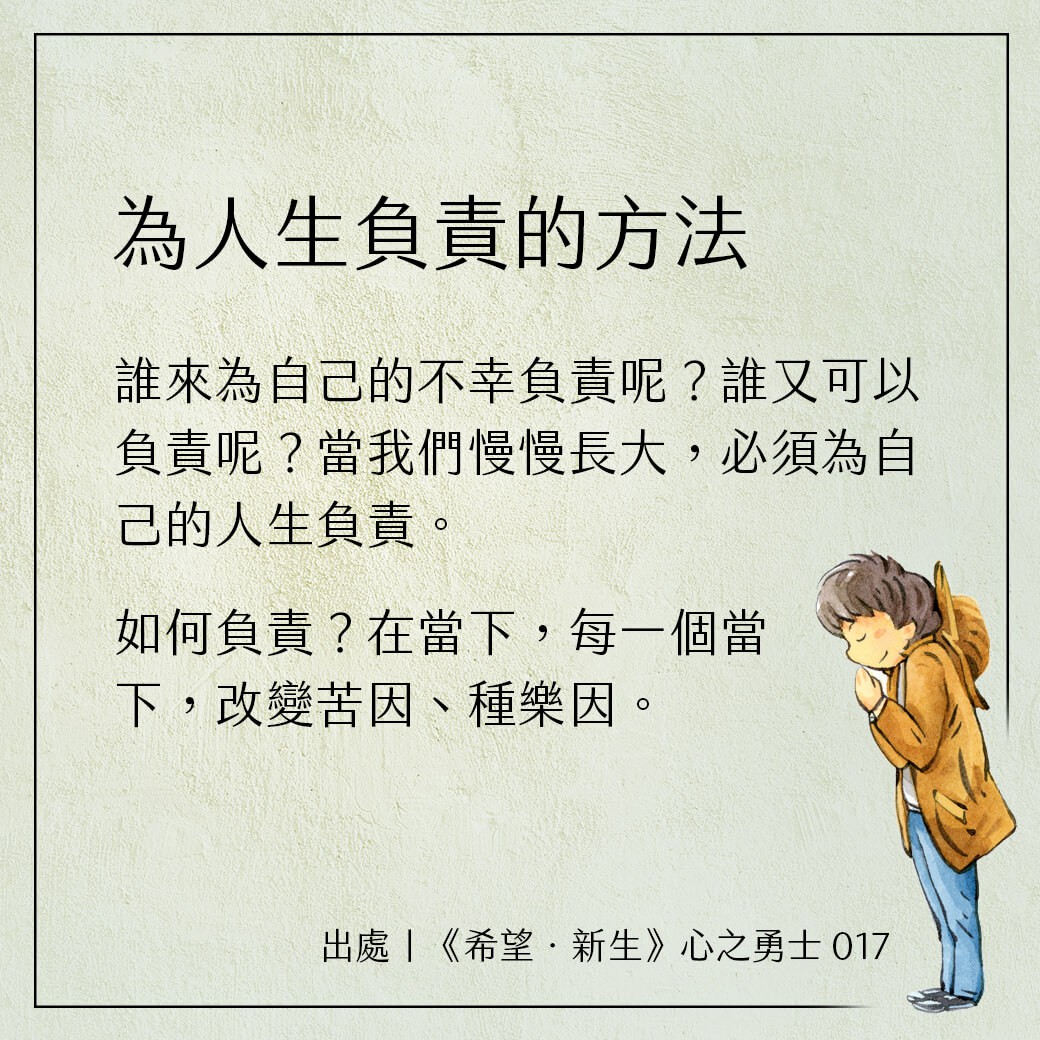 為人生負責的方法
誰來為自己的不幸負責呢？誰又可以
負責呢？當我們慢慢長大，必須為自
己的人生負責。
如何負責？在當下，每一個當
下，改變苦因、種樂因。
出處｜《希望．新生》心之勇士 017